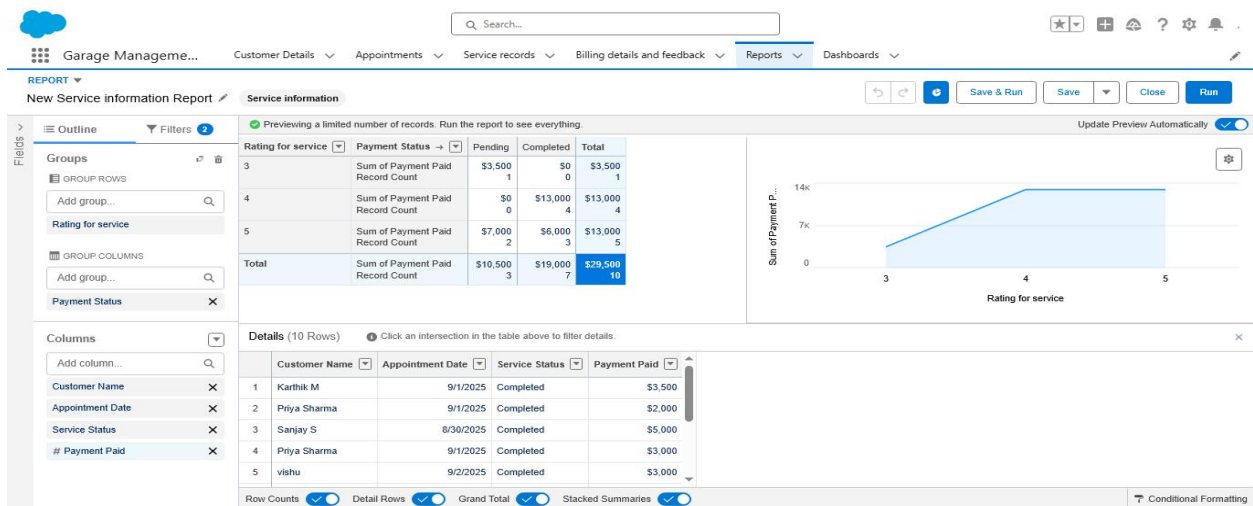 Search...
Garage Manageme...
Customer Details
Appointments
Service records
Billing details and feedback
Reports
Dashboards
REPORT
New Service information Report
Service information
Save & Run
Save
Close
Run
Fields
Outline
Filters 2
Previewing a limited number of records. Run the report to see everything.
Update Preview Automatically
Groups
GROUP ROWS
Add group...
Rating for service
GROUP COLUMNS
Add group...
Payment Status
Columns
Add column...
Customer Name
Appointment Date
Service Status
# Payment Paid
Rating for service Payment Status → Pending Completed Total
3 Sum of Payment Paid $3,500 $0 $3,500
Record Count 1 0 1
4 Sum of Payment Paid $0 $13,000 $13,000
Record Count 0 4 4
5 Sum of Payment Paid $7,000 $6,000 $13,000
Record Count 2 3 5
Total Sum of Payment Paid $10,500 $19,000 $29,500
Record Count 3 7 10
Sum of Payment P...
14K
7K
0
3 4 5
Rating for service
Details (10 Rows)
Click an intersection in the table above to filter details.
Customer Name Appointment Date Service Status Payment Paid
1 Karthik M 9/1/2025 Completed $3,500
2 Priya Sharma 9/1/2025 Completed $2,000
3 Sanjay S 8/30/2025 Completed $5,000
4 Priya Sharma 9/1/2025 Completed $3,000
5 vishu 9/2/2025 Completed $3,000
Row Counts
Detail Rows
Grand Total
Stacked Summaries
Conditional Formatting